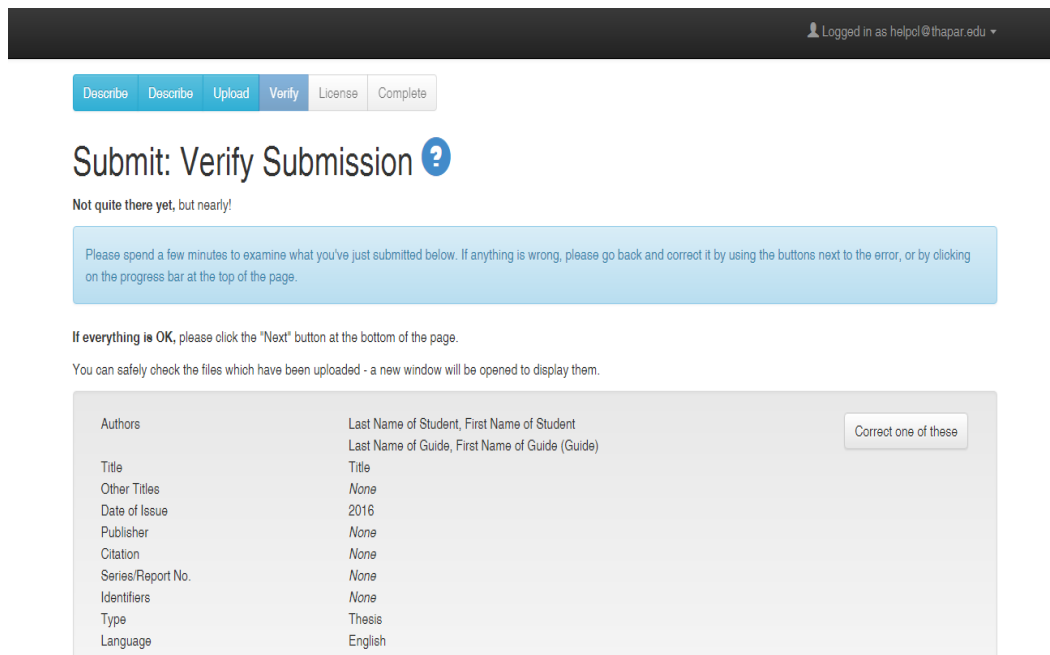 Logged in as helpcl@thapar.edu
Describe Describe Upload Verify License Complete
Submit: Verify Submission ?
Not quite there yet, but nearly!
Please spend a few minutes to examine what you've just submitted below. If anything is wrong, please go back and correct it by using the buttons next to the error, or by clicking
on the progress bar at the top of the page.
If everything is OK, please click the "Next" button at the bottom of the page.
You can safely check the files which have been uploaded - a new window will be opened to display them.
Authors Last Name of Student, First Name of Student
Correct one of these
Last Name of Guide, First Name of Guide (Guide)
Title Title
Other Titles None
Date of Issue 2016
Publisher None
Citation None
Series/Report No. None
Identifiers None
Type Thesis
Language English